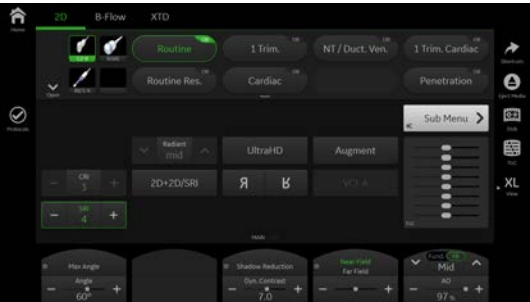 2D B-Flow XTD
Home
Routine 1 Trim. NT / Duct. Ven. 1 Trim. Cardiac
Shortcuts
Open
Routine Res. Cardiac Penetration
Eject Media
Protocols
Sub Menu
Radiant
mid
UltraHD Augment
CRI
3
2D+2D/SRI
R R
SRI
4
TGC
XL
View
MAIN
Max Angle
Angle
60°
Shadow Reduction
Dyn. Contrast
7.0
Near Field
Far Field
Fund.
Mid
AO
97%